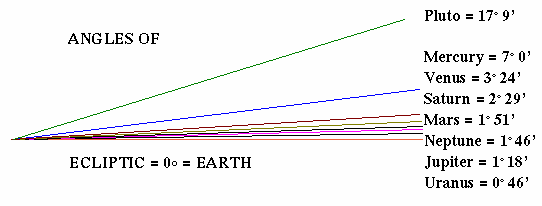 Pluto = 17° 9’
ANGLES OF
Mercury = 7° 0’
Venus = 3° 24’
Saturn = 2° 29’
Mars = 1° 51’
Neptune = 1° 46’
ECLIPTIC = 0° = EARTH
Jupiter = 1° 18’
Uranus = 0° 46’